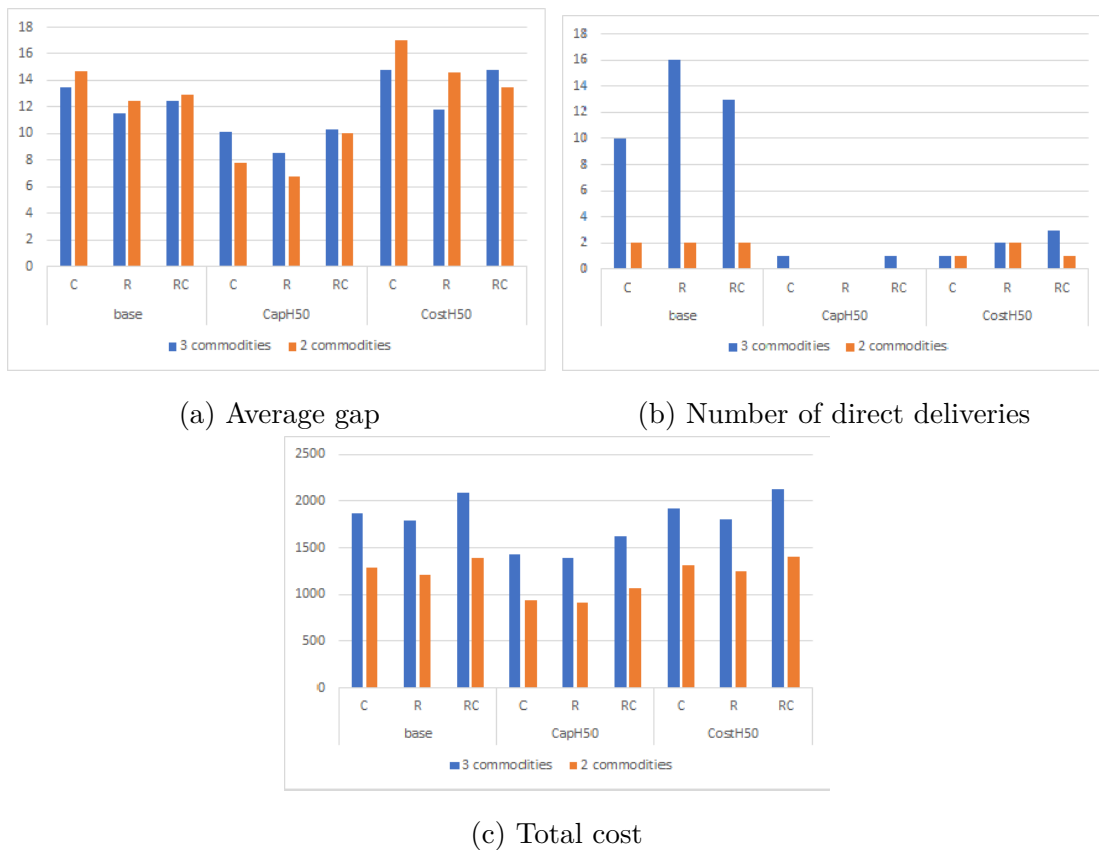 18
16
14
12
10
8
6
4
2
0
C R RC C R RC C R RC
base CapH50 CostH50
3 commodities 2 commodities
(a) Average gap
18
16
14
12
10
8
6
4
2
0
C R RC C R RC C R RC
base CapH50 CostH50
3 commodities 2 commodities
(b) Number of direct deliveries
2500
2000
1500
1000
500
0
C R RC C R RC C R RC
base CapH50 CostH50
3 commodities 2 commodities
(c) Total cost